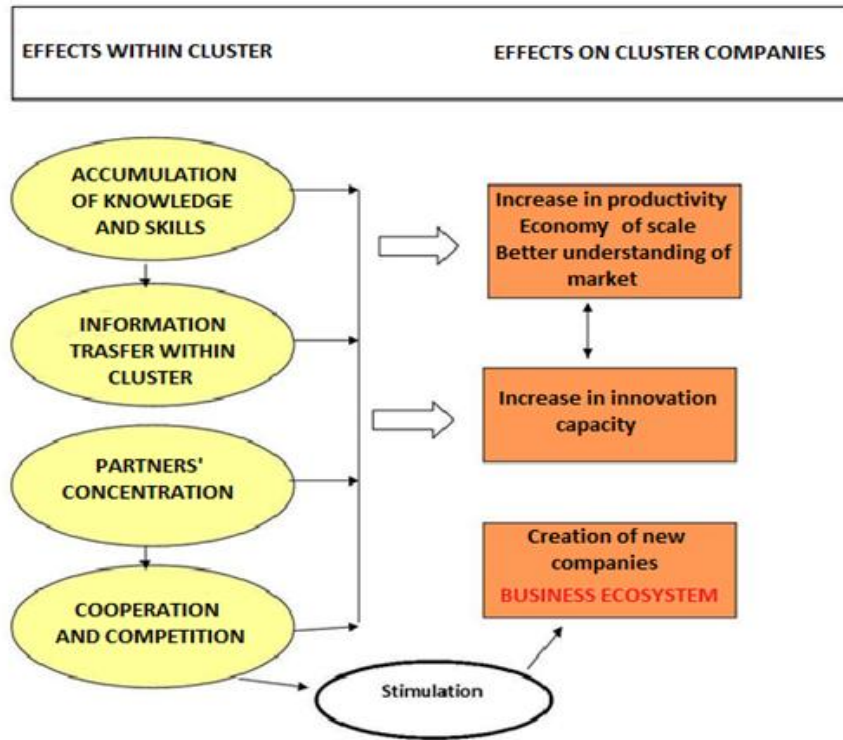 EFFECTS WITHIN CLUSTER
EFFECTS ON CLUSTER COMPANIES
ACCUMULATION
OF KNOWLEDGE
AND SKILLS
INFORMATION
TRASFER WITHIN
CLUSTER
PARTNERS'
CONCENTRATION
COOPERATION
AND COMPETITION
Stimulation
Increase in productivity
Economy of scale
Better understanding of
market
Increase in innovation
capacity
Creation of new
companies
BUSINESS ECOSYSTEM